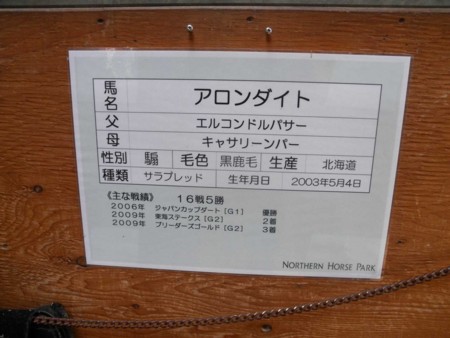 馬名 アロンダイト
父 エルコンドルパサー
母 キャサリーンパー
性別 騸 毛色 黒鹿毛 生産 北海道
種類 サラブレッド 生年月日 2003年5月4日
《主な戦績》 16戦5勝
2006年 ジャパンカップダート［G1］ 優勝
2009年 東海ステークス［G2］ 2着
2009年 ブリーダーズゴールド［G2］ 3着
NORTHERN HORSE PARK